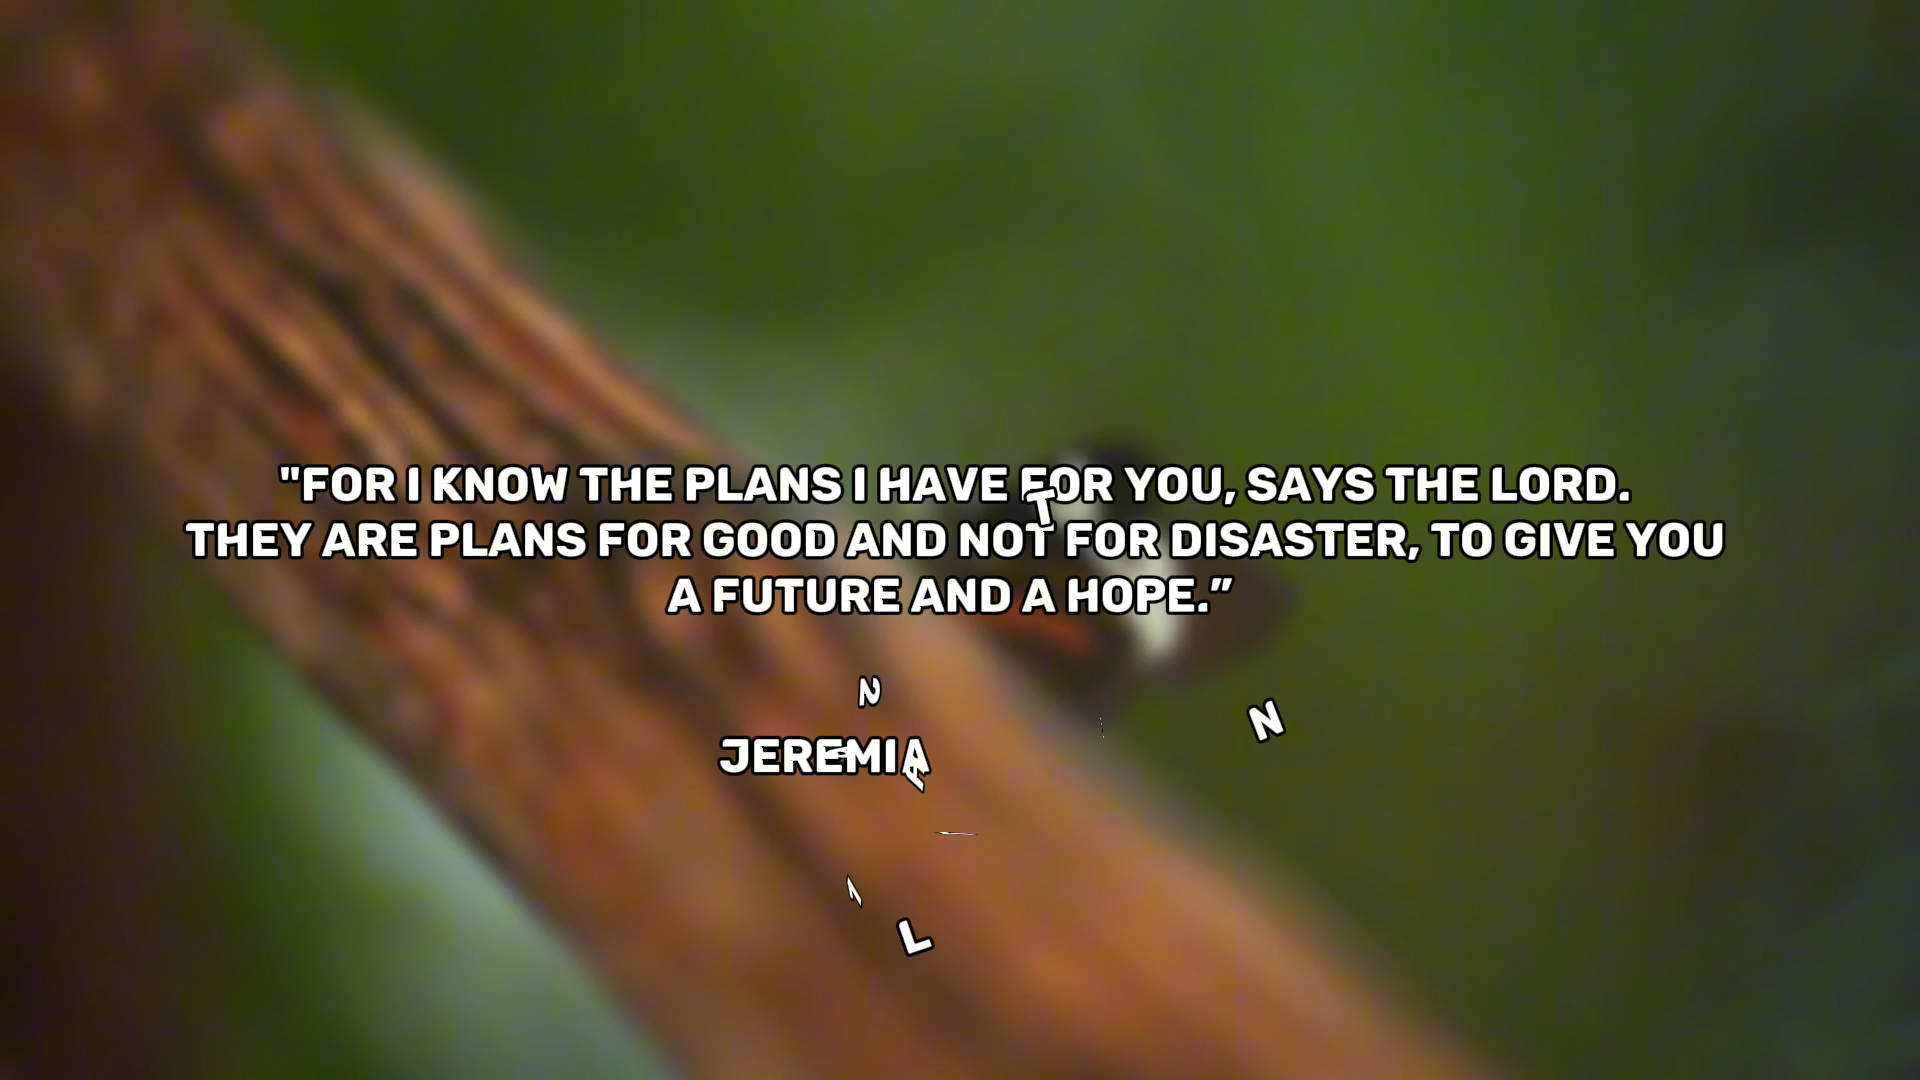 "FOR I KNOW THE PLANS I HAVE FOR YOU, SAYS THE LORD.
THEY ARE PLANS FOR GOOD AND NOT FOR DISASTER, TO GIVE YOU
A FUTURE AND A HOPE.”
JEREMIA